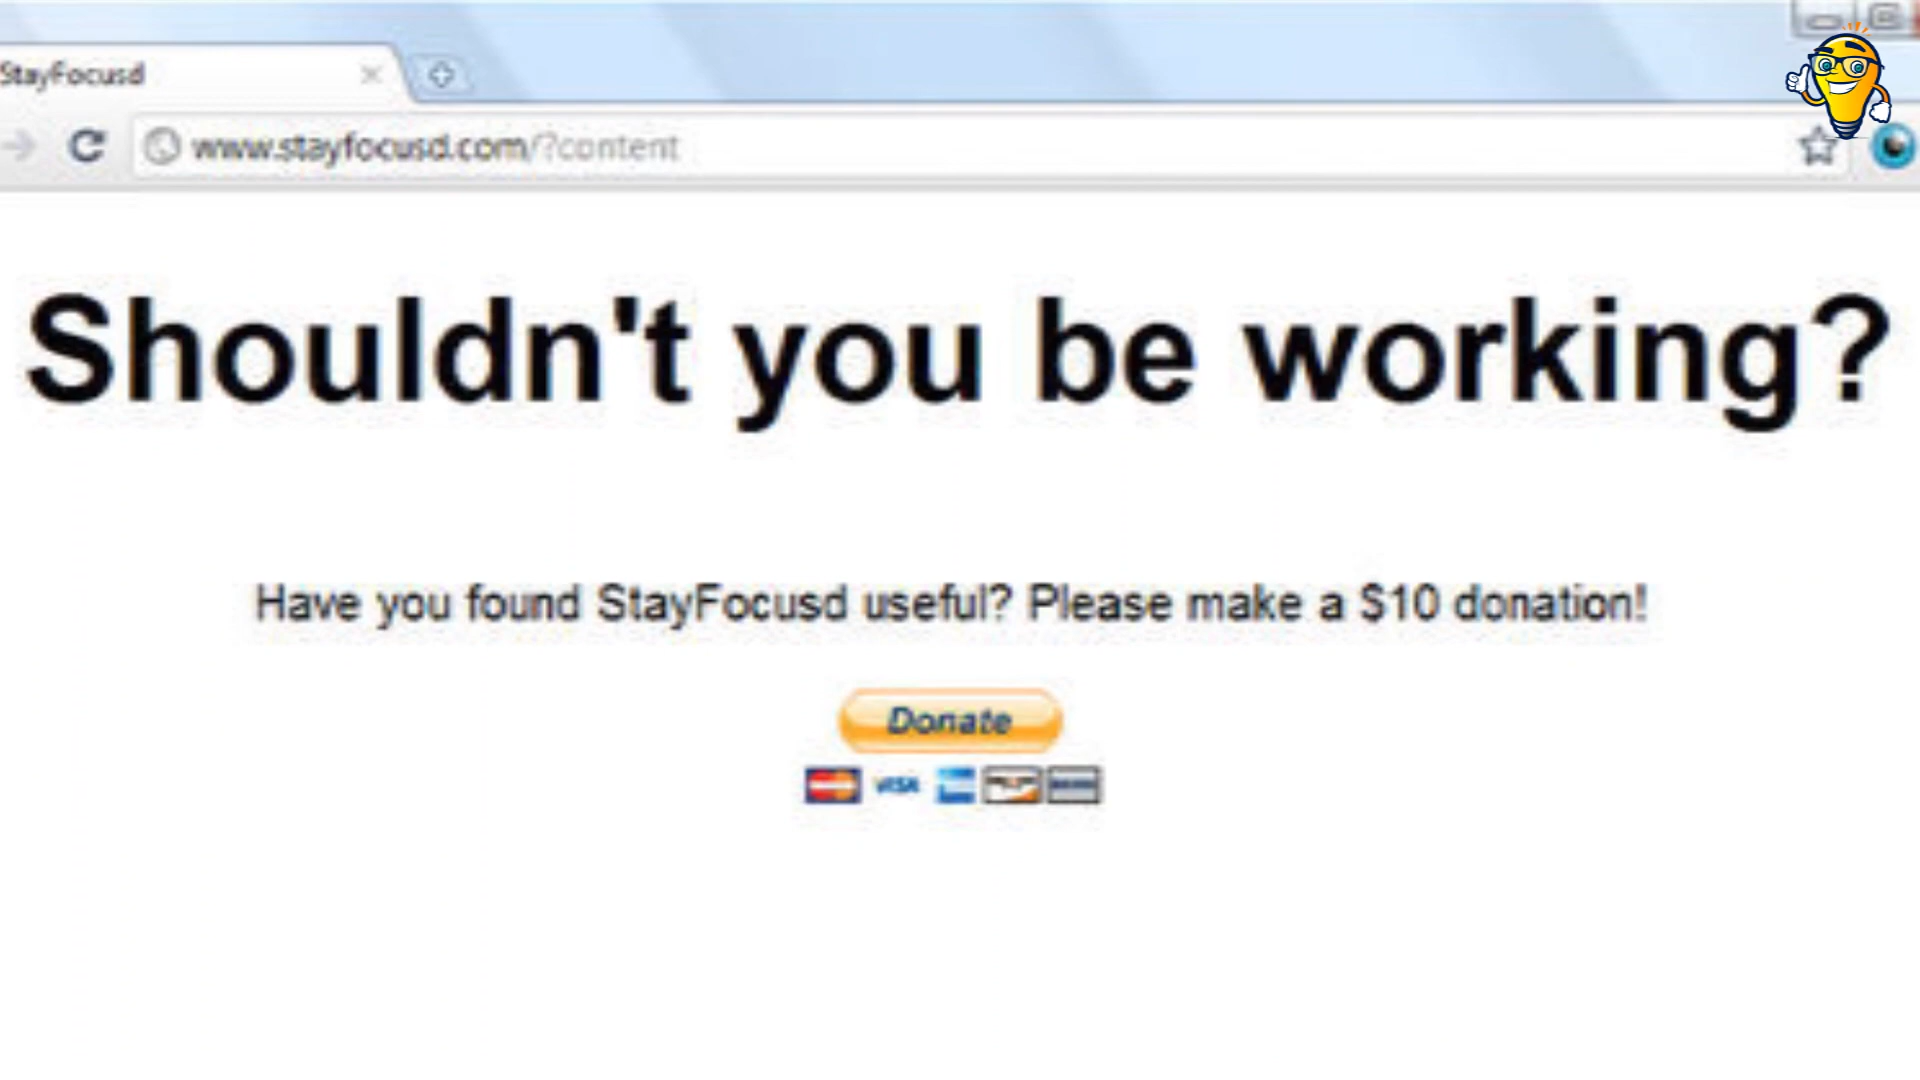 StayFocusd
www.stayfocusd.com/?content
Shouldn't you be working?
Have you found StayFocusd useful? Please make a $10 donation!
Donate
VISA